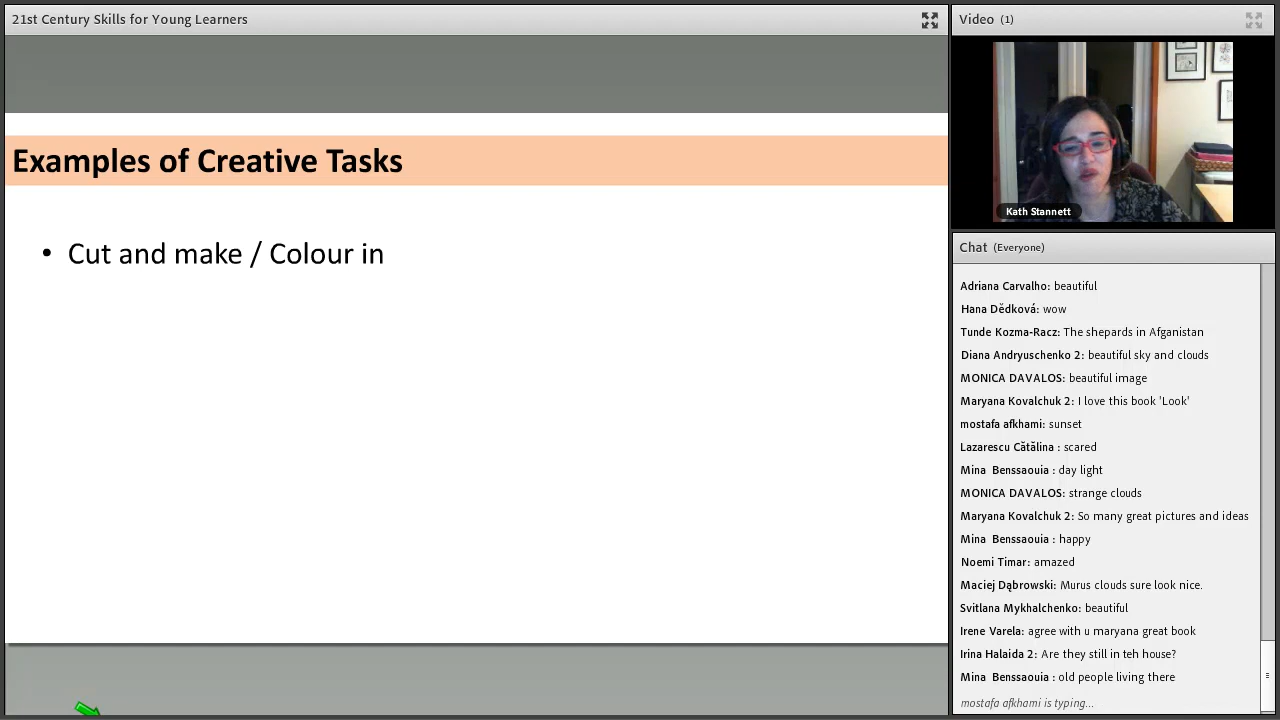 21st Century Skills for Young Learners
Examples of Creative Tasks
• Cut and make / Colour in
Video (1)
Kath Stannett
Chat (Everyone)
Adriana Carvalho: beautiful
Hana Dědková: wow
Tunde Kozma-Racz: The shepards in Afganistan
Diana Andryuschenko 2: beautiful sky and clouds
MONICA DAVALOS: beautiful image
Maryana Kovalchuk 2: I love this book 'Look'
mostafa afkhami: sunset
Lazarescu Cătălina : scared
Mina Benssaouia : day light
MONICA DAVALOS: strange clouds
Maryana Kovalchuk 2: So many great pictures and ideas
Mina Benssaouia : happy
Noemi Timar: amazed
Maciej Dąbrowski: Murus clouds sure look nice.
Svitlana Mykhalchenko: beautiful
Irene Varela: agree with u maryana great book
Irina Halaida 2: Are they still in teh house?
Mina Benssaouia : old people living there
mostafa afkhami is typing...